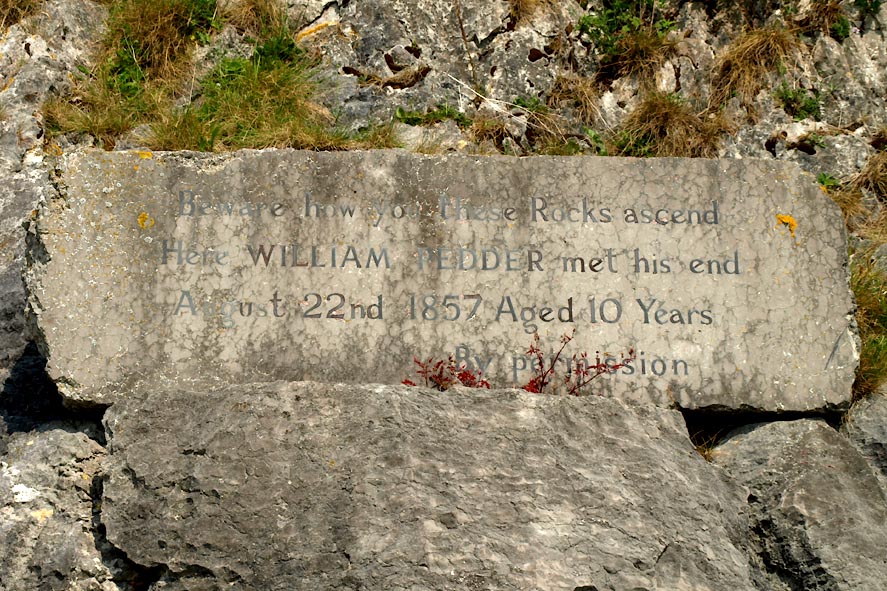 Beware how you these Rocks ascend
Here WILLIAM PEDDER met his end
August 22nd 1857 Aged 10 Years
By permission